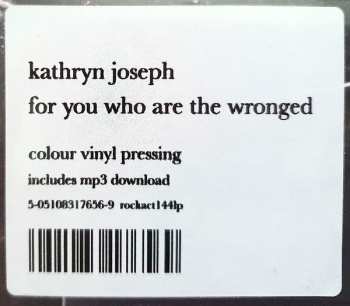 kathryn joseph
for you who are the wronged
colour vinyl pressing
includes mp3 download
5-05108317656-9 rockact144lp